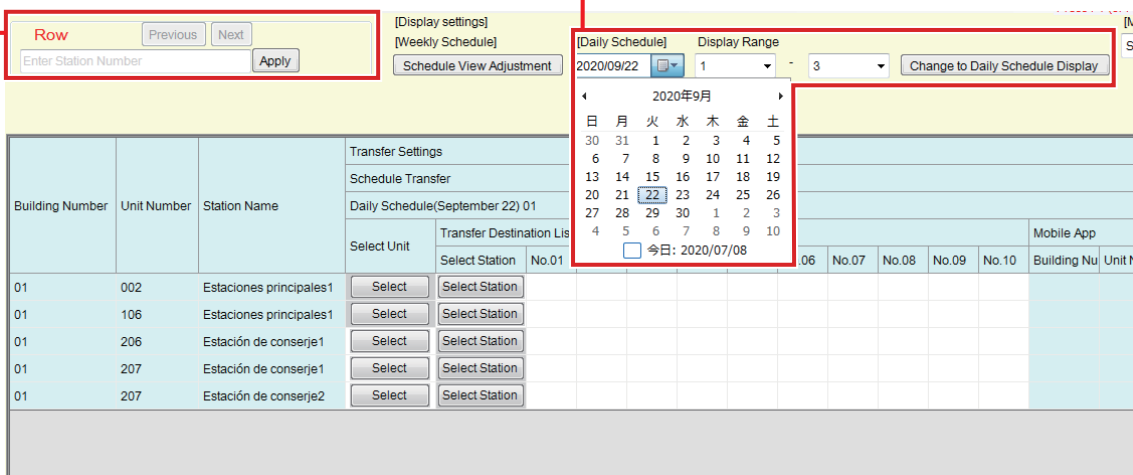 [Display settings]
Row Previous Next
[Weekly Schedule] [Daily Schedule] Display Range
Enter Station Number Apply
Schedule View Adjustment 2020/09/22 1 - 3 Change to Daily Schedule Display
2020年9月
日 月 火 水 木 金 土
30 31 1 2 3 4 5
6 7 8 9 10 11 12
13 14 15 16 17 18 19
20 21 22 23 24 25 26
27 28 29 30 1 2 3
4 5 6 7 8 9 10
今日: 2020/07/08
Building Number Unit Number Station Name
Transfer Settings
Schedule Transfer
Daily Schedule(September 22) 01
Select Unit Transfer Destination Lis Mobile App
Select Station No.01 .06 No.07 No.08 No.09 No.10 Building Nu Unit N
01 002 Estaciones principales1 Select Select Station
01 106 Estaciones principales1 Select Select Station
01 206 Estación de conserje1 Select Select Station
01 207 Estación de conserje1 Select Select Station
01 207 Estación de conserje2 Select Select Station